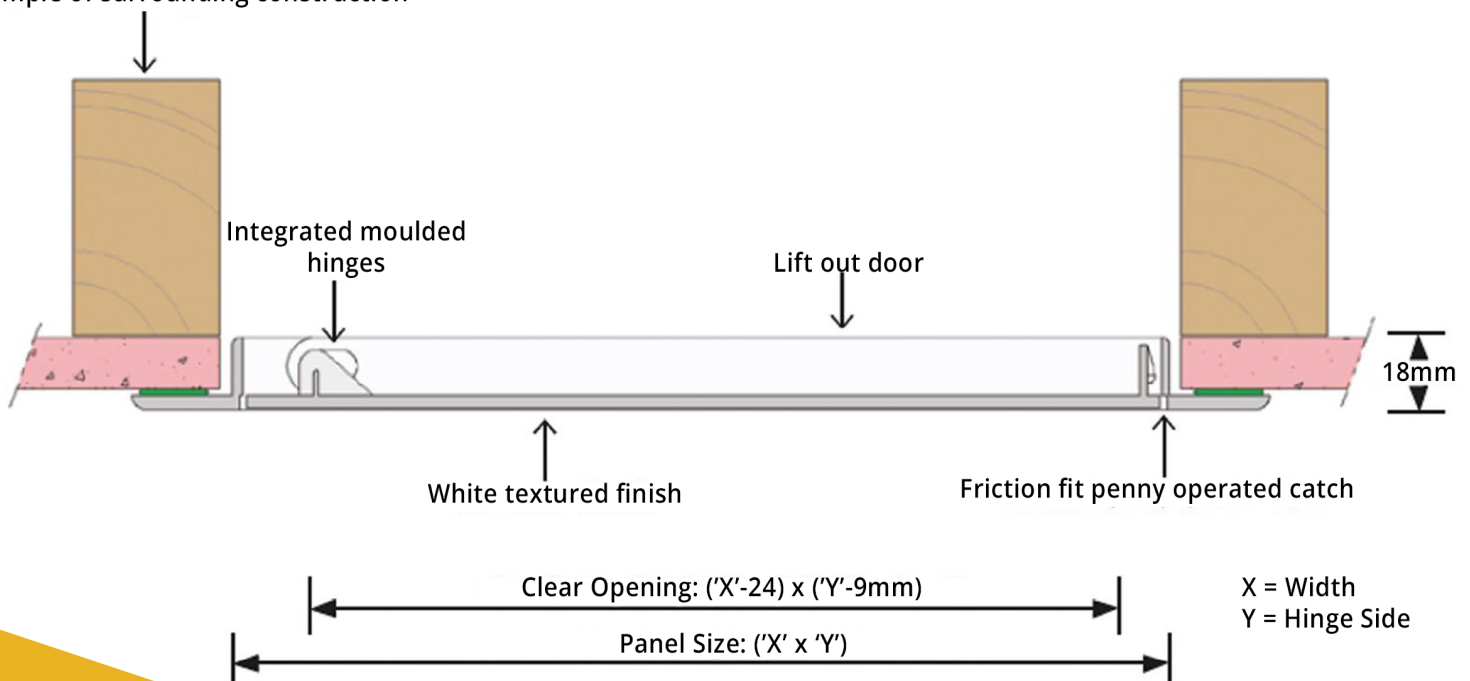 construction
Integrated moulded
hinges
Lift out door
18mm
White textured finish
Friction fit penny operated catch
Clear Opening: ('X'-24) x ('Y'-9mm)
X = Width
Y = Hinge Side
Panel Size: ('X' x ‘Y’)